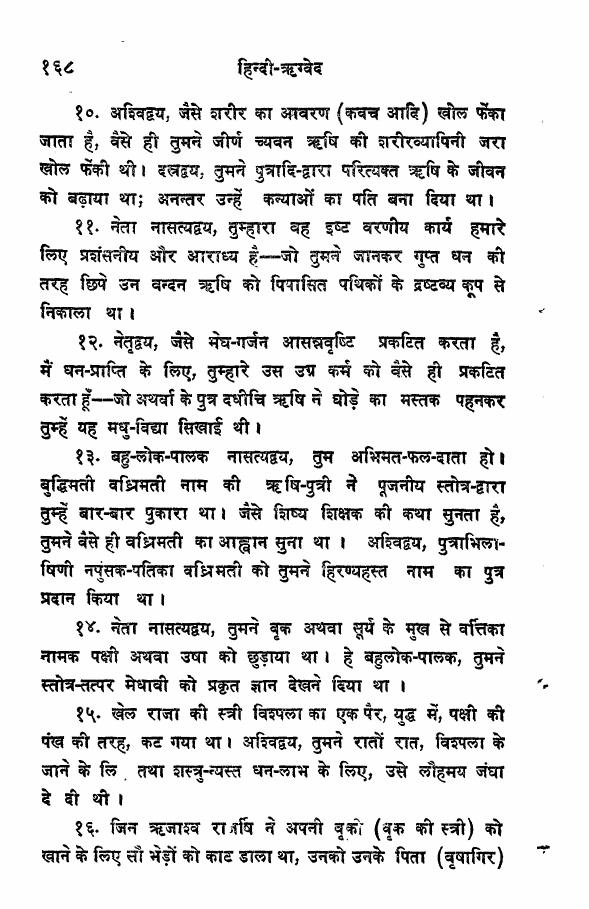 १६८ हिन्दी-ऋग्वेद
१०. अश्विद्वय, जैसे शरीर का आवरण (कवच आदि) खोल फेंका
जाता है, वैसे ही तुमने जीर्ण च्यवन ऋषि की शरीरव्यापिनी जरा
खोल फेंकी थी। दस्रद्वय, तुमने पुत्रादि-द्वारा परित्यक्त ऋषि के जीवन
को बढ़ाया था; अनन्तर उन्हें कन्याओं का पति बना दिया था।
११. नेता नासत्यद्वय, तुम्हारा वह इष्ट वरणीय कार्य हमारे
लिए प्रशंसनीय और आराध्य है—जो तुमने जानकर गुप्त धन की
तरह छिपे उन वन्दन ऋषि को पिपासित पथिकों के द्रष्टव्य कूप से
निकाला था।
१२. नेतृद्वय, जैसे मेघ-गर्जन आसन्नवृष्टि प्रकटित करता है,
मैं धन-प्राप्ति के लिए, तुम्हारे उस उग्र कर्म को वैसे ही प्रकटित
करता हूँ—जो अथर्वा के पुत्र दधीचि ऋषि ने घोड़े का मस्तक पहनकर
तुम्हें यह मधु-विद्या सिखाई थी।
१३. बहु-लोक-पालक नासत्यद्वय, तुम अभिमत-फल-दाता हो।
बुद्धिमती वध्रिमती नाम की ऋषि-पुत्री ने पूजनीय स्तोत्र-द्वारा
तुम्हें बार-बार पुकारा था। जैसे शिष्य शिक्षक की कथा सुनता है,
तुमने वैसे ही वध्रिमती का आह्वान सुना था। अश्विद्वय, पुत्राभिला-
षिणी नपुंसक-पतिका वध्रिमती को तुमने हिरण्यहस्त नाम का पुत्र
प्रदान किया था।
१४. नेता नासत्यद्वय, तुमने वृक अथवा सूर्य के मुख से वर्त्तिका
नामक पक्षी अथवा उषा को छुड़ाया था। हे बहुलोक-पालक, तुमने
स्तोत्र-तत्पर मेधावी को प्रकृत ज्ञान देखने दिया था।
१५. खेल राजा की स्त्री विश्पला का एक पैर, युद्ध में, पक्षी की
पंख की तरह, कट गया था। अश्विद्वय, तुमने रातों रात, विश्पला के
जाने के लि तथा शस्त्रु-न्यस्त धन-लाभ के लिए, उसे लौहमय जंघा
दे दी थी।
१६. जिन ऋजाश्व राजर्षि ने अपनी वृकी (वृक की स्त्री) को
खाने के लिए सौ भेड़ों को काट डाला था, उनको उनके पिता (वृषागिर)